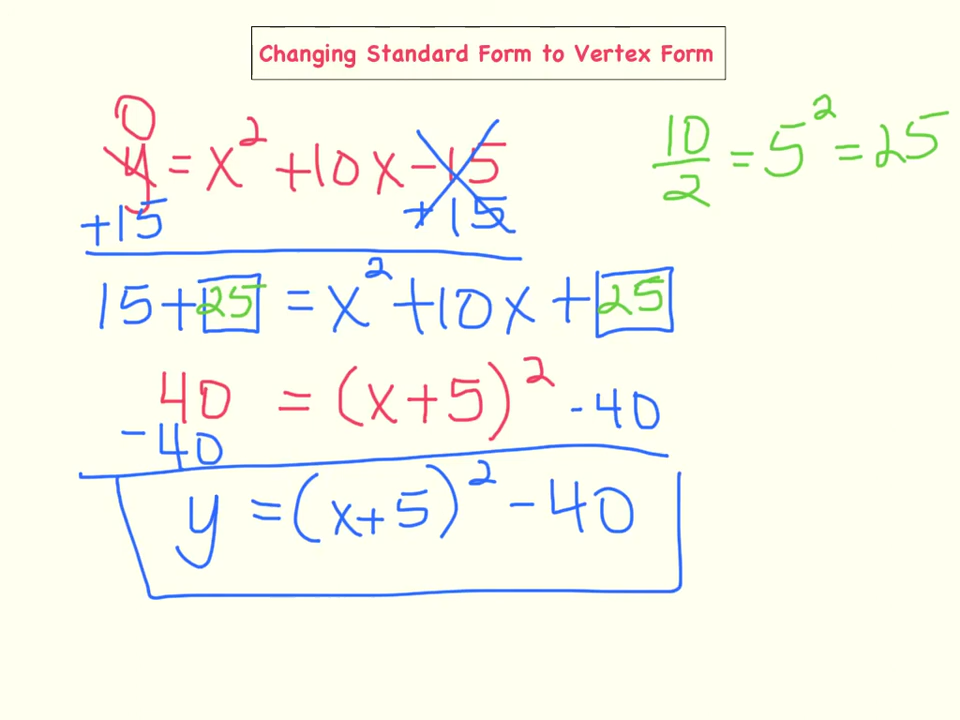 Changing Standard Form to Vertex Form
0
y = x² + 10x - 15
+15 +15
10/2 = 5² = 25
15 + 25 = x² + 10x + 25
40 = (x + 5)² - 40
-40
y = (x + 5)² - 40